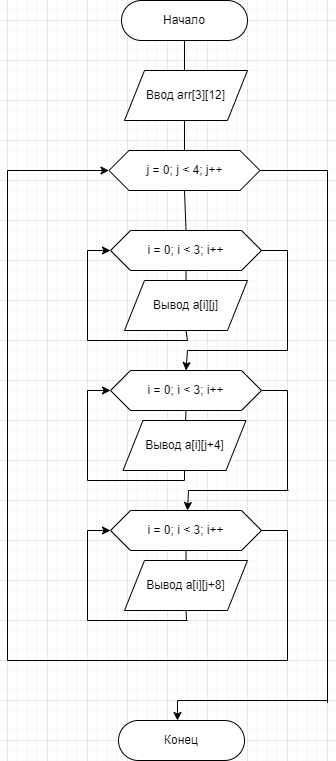 Начало
Ввод arr[3][12]
j = 0; j < 4; j++
i = 0; i < 3; i++
Вывод a[i][j]
i = 0; i < 3; i++
Вывод a[i][j+4]
i = 0; i < 3; i++
Вывод a[i][j+8]
Конец